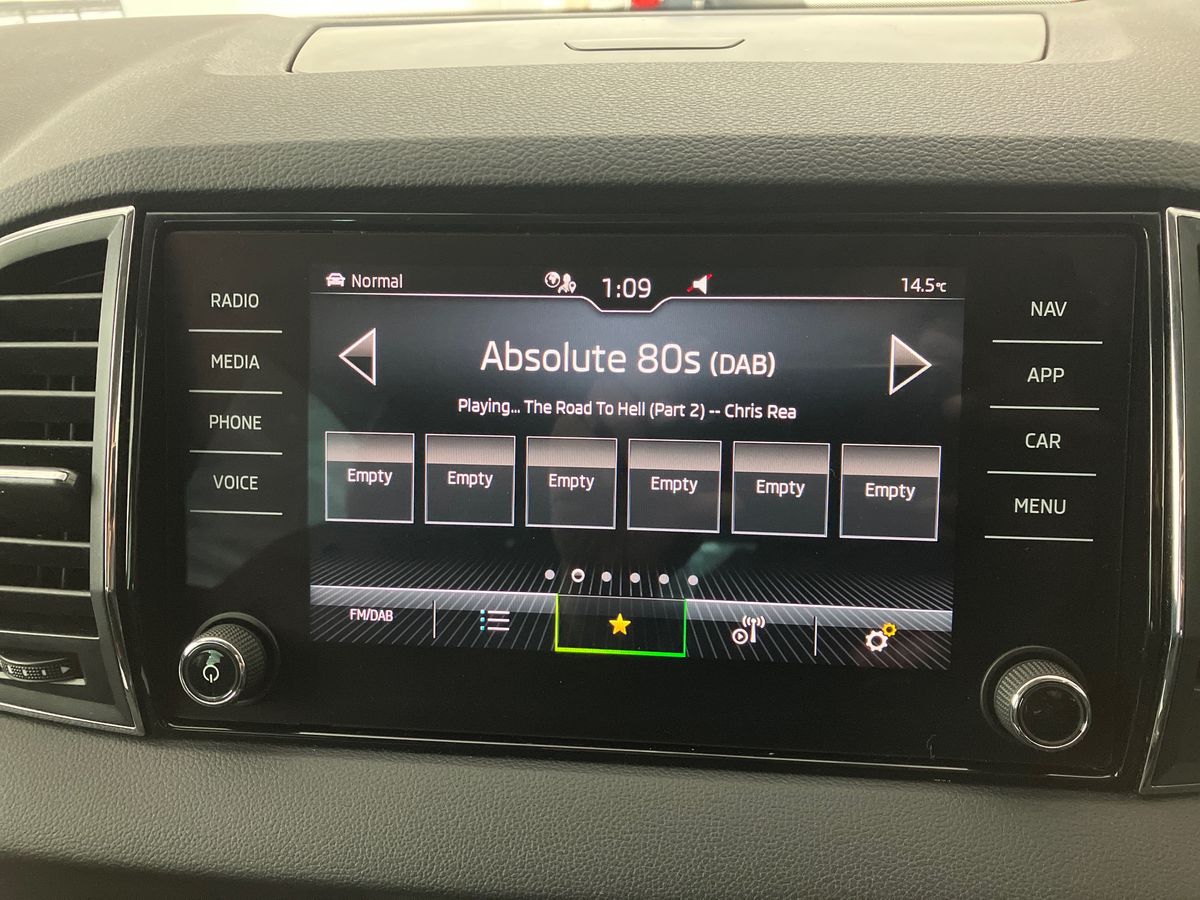 Normal
1:09
14.5°C
RADIO
MEDIA
PHONE
VOICE
Absolute 80s (DAB)
Playing... The Road To Hell (Part 2) -- Chris Rea
Empty Empty Empty Empty Empty Empty
FM/DAB
NAV
APP
CAR
MENU